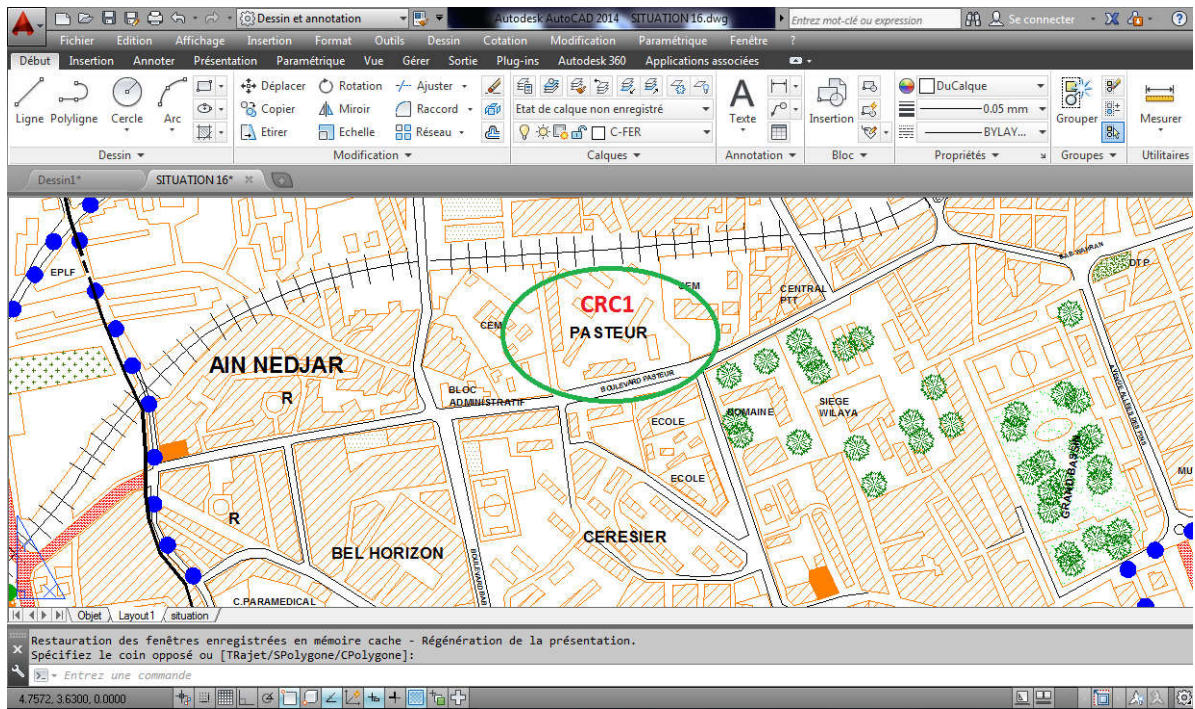 Dessin et annotation
Autodesk AutoCAD 2014 SITUATION 16.dwg
Entrez mot-clé ou expression
Se connecter
Fichier Edition Affichage Insertion Format Outils Dessin Cotation Modification Paramétrique Fenêtre ?
Début Insertion Annoter Présentation Paramétrique Vue Gérer Sortie Plug-ins Autodesk 360 Applications associées
Déplacer Rotation Ajuster
Ligne Polyligne Cercle Arc
Copier Miroir Raccord
Etirer Echelle Réseau
Etat de calque non enregistré
C-FER
Texte
Insertion
DuCalque
0.05 mm
BYLAY...
Grouper
Mesurer
Dessin Modification Calques Annotation Bloc Propriétés Groupes Utilitaires
Dessin1* SITUATION 16*
BAB WAHRAN
EPLF
DTP
CEM
CENTRAL
PTT
CRC1
CEM
PASTEUR
AIN NEDJAR
R
BOULEVARD PASTEUR
BLOC
ADMINISTRATIF
DOMAINE
SIEGE
WILAYA
ECOLE
ECOLE
GRAND BASSIN
MU
R
BEL HORIZON
CERESIER
BOULEVARD BAB
C.PARAMEDICAL
Objet Layout1 situation
Restauration des fenêtres enregistrées en mémoire cache - Régénération de la présentation.
Spécifiez le coin opposé ou [TRajet/SPolygone/CPolygone]:
Entrez une commande
4.7572, 3.6300, 0.0000